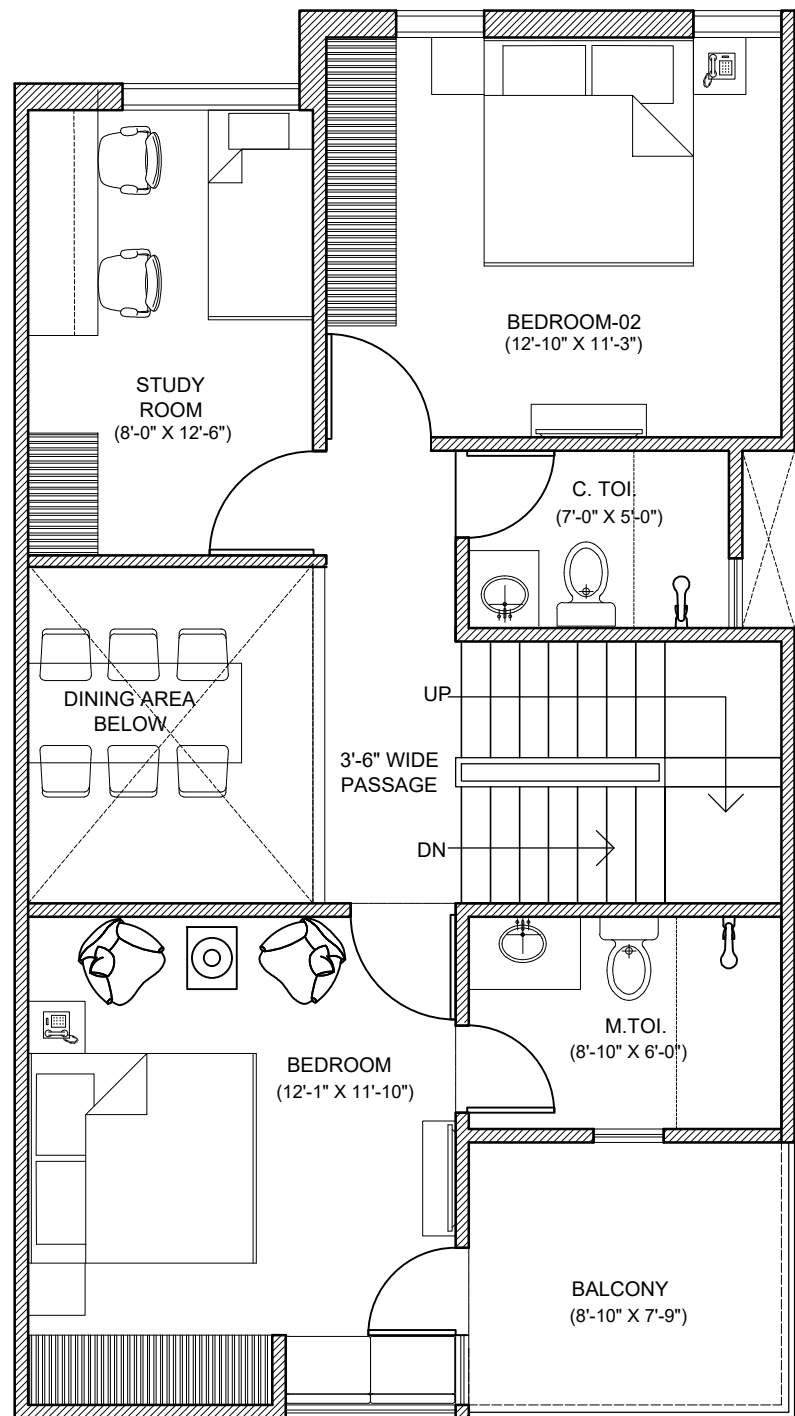 BEDROOM-02
(12'-10" X 11'-3")
STUDY
ROOM
(8'-0" X 12'-6")
C. TOI.
(7'-0" X 5'-0")
DINING AREA
BELOW
UP
3'-6" WIDE
PASSAGE
DN
BEDROOM
(12'-1" X 11'-10")
M.TOI.
(8'-10" X 6'-0")
BALCONY
(8'-10" X 7'-9")